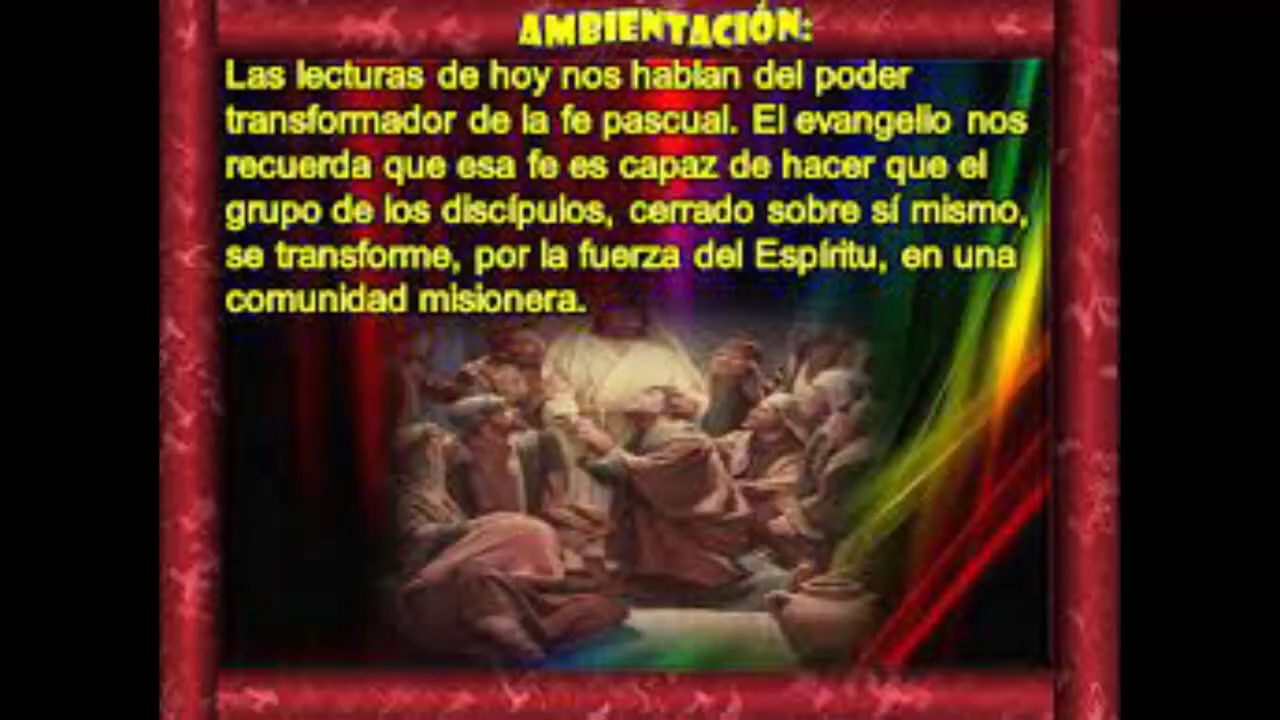 AMBIENTACIÓN:
Las lecturas de hoy nos hablan del poder
transformador de la fe pascual. El evangelio nos
recuerda que esa fe es capaz de hacer que el
grupo de los discípulos, cerrado sobre sí mismo,
se transforme, por la fuerza del Espíritu, en una
comunidad misionera.